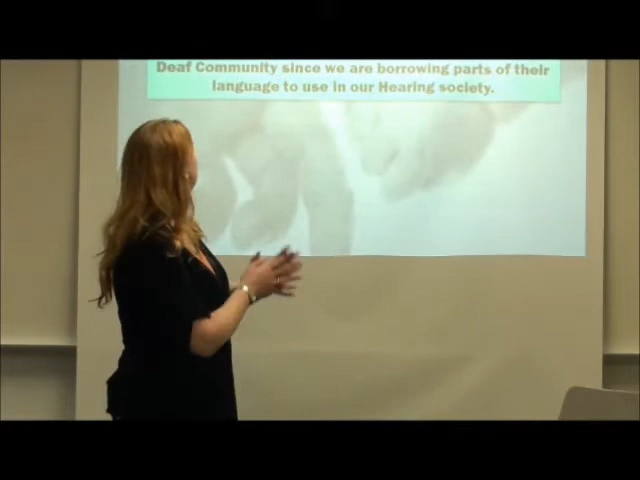 Deaf Community since we are borrowing parts of their
language to use in our Hearing society.